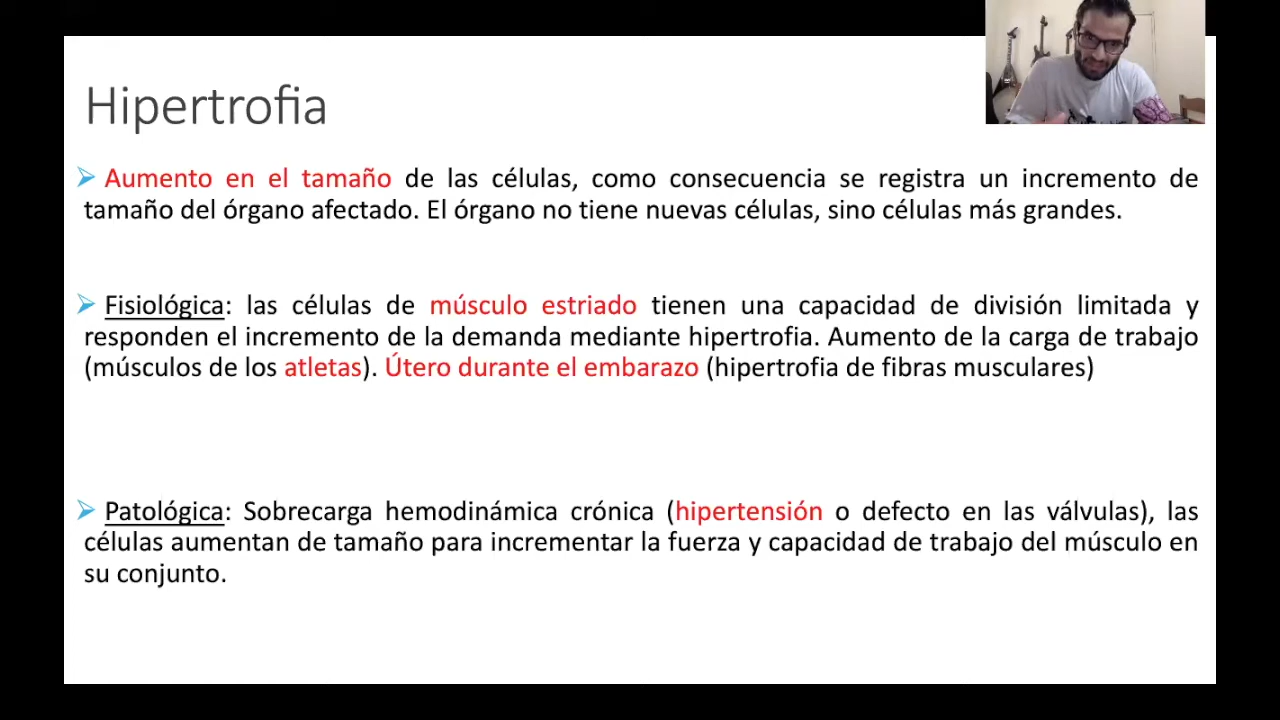 Hipertrofia
Aumento en el tamaño de las células, como consecuencia se registra un incremento de
tamaño del órgano afectado. El órgano no tiene nuevas células, sino células más grandes.
Fisiológica: las células de músculo estriado tienen una capacidad de división limitada y
responden el incremento de la demanda mediante hipertrofia. Aumento de la carga de trabajo
(músculos de los atletas). Útero durante el embarazo (hipertrofia de fibras musculares)
Patológica: Sobrecarga hemodinámica crónica (hipertensión o defecto en las válvulas), las
células aumentan de tamaño para incrementar la fuerza y capacidad de trabajo del músculo en
su conjunto.